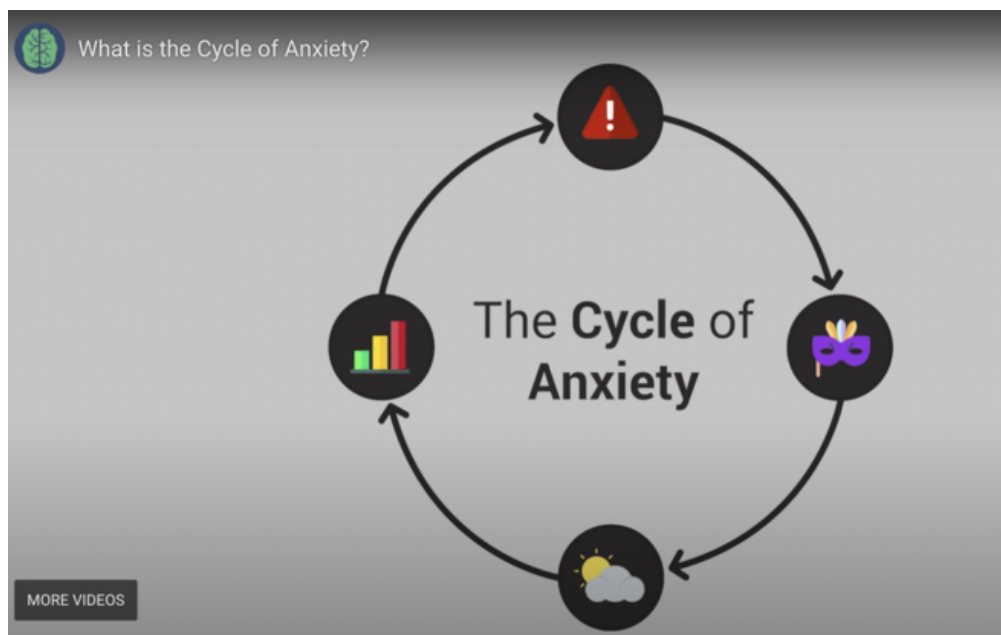 What is the Cycle of Anxiety?
The Cycle of
Anxiety
MORE VIDEOS